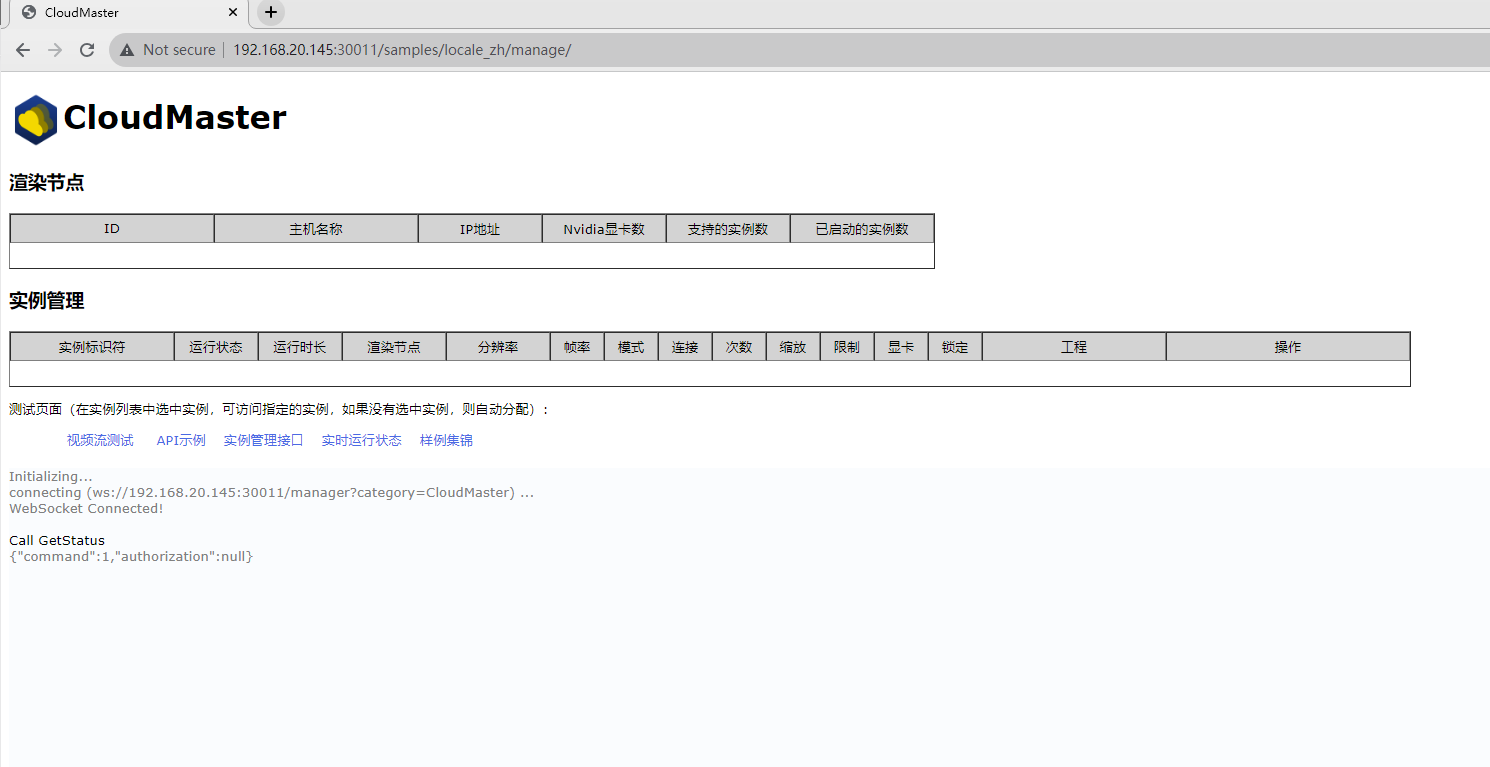 CloudMaster
Not secure 192.168.20.145:30011/samples/locale_zh/manage/
CloudMaster
渲染节点
ID 主机名称 IP地址 Nvidia显卡数 支持的实例数 已启动的实例数
实例管理
实例标识符 运行状态 运行时长 渲染节点 分辨率 帧率 模式 连接 次数 缩放 限制 显卡 锁定 工程 操作
测试页面（在实例列表中选中实例，可访问指定的实例，如果没有选中实例，则自动分配）：
视频流测试 API示例 实例管理接口 实时运行状态 样例集锦
Initializing...
connecting (ws://192.168.20.145:30011/manager?category=CloudMaster) ...
WebSocket Connected!
Call GetStatus
{"command":1,"authorization":null}